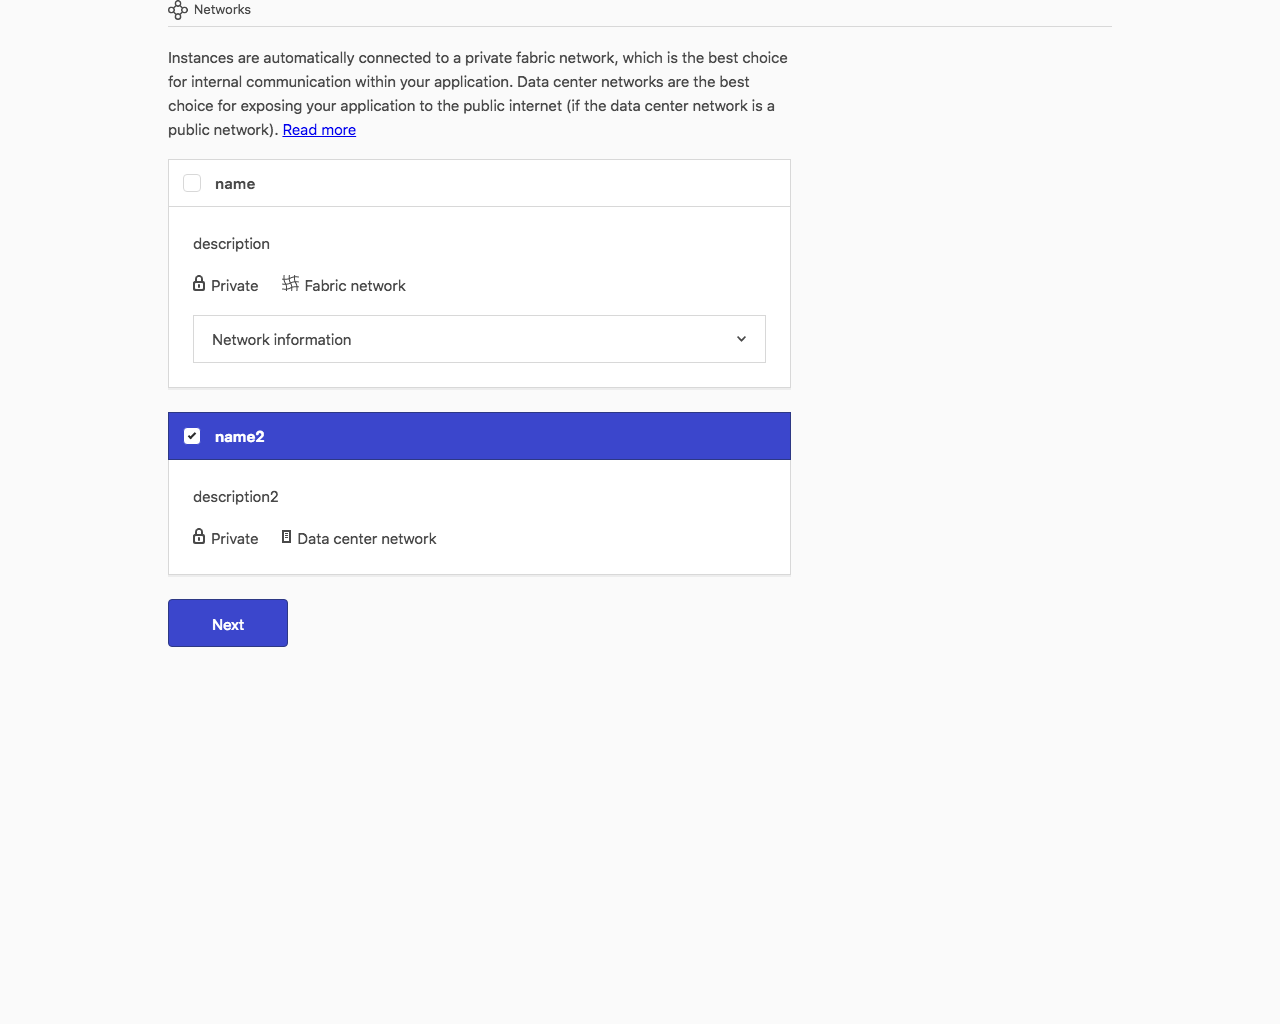 Networks
Instances are automatically connected to a private fabric network, which is the best choice
for internal communication within your application. Data center networks are the best
choice for exposing your application to the public internet (if the data center network is a
public network). Read more
name
description
Private Fabric network
Network information
name2
description2
Private Data center network
Next